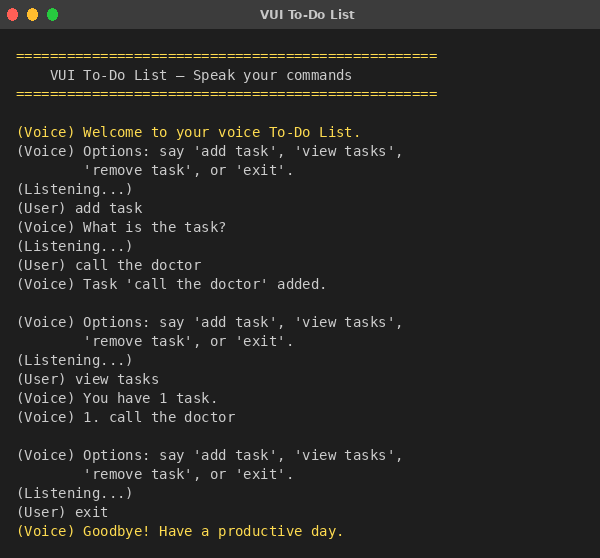 VUI To-Do List
==================================================
    VUI To-Do List — Speak your commands
==================================================
(Voice) Welcome to your voice To-Do List.
(Voice) Options: say 'add task', 'view tasks',
        'remove task', or 'exit'.
(Listening...)
(User) add task
(Voice) What is the task?
(Listening...)
(User) call the doctor
(Voice) Task 'call the doctor' added.
(Voice) Options: say 'add task', 'view tasks',
        'remove task', or 'exit'.
(Listening...)
(User) view tasks
(Voice) You have 1 task.
(Voice) 1. call the doctor
(Voice) Options: say 'add task', 'view tasks',
        'remove task', or 'exit'.
(Listening...)
(User) exit
(Voice) Goodbye! Have a productive day.